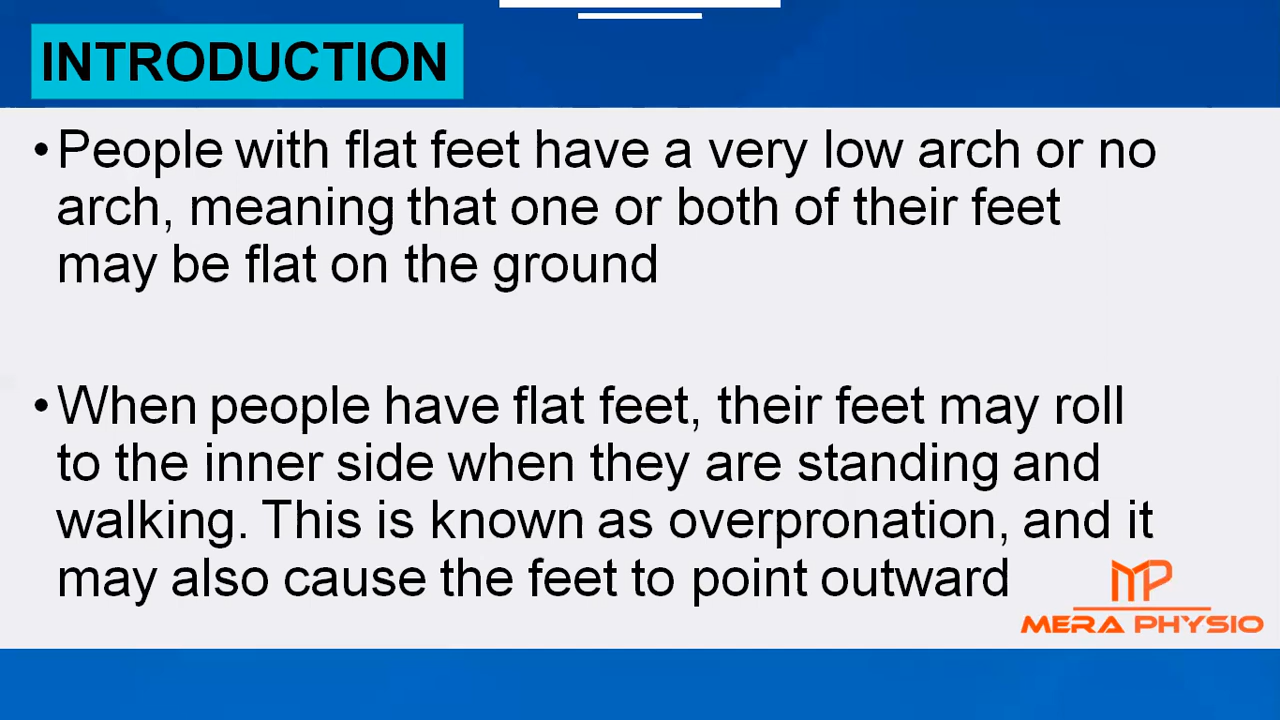 INTRODUCTION
•People with flat feet have a very low arch or no
arch, meaning that one or both of their feet
may be flat on the ground
•When people have flat feet, their feet may roll
to the inner side when they are standing and
walking. This is known as overpronation, and it
may also cause the feet to point outward
MP
MERA PHYSIO